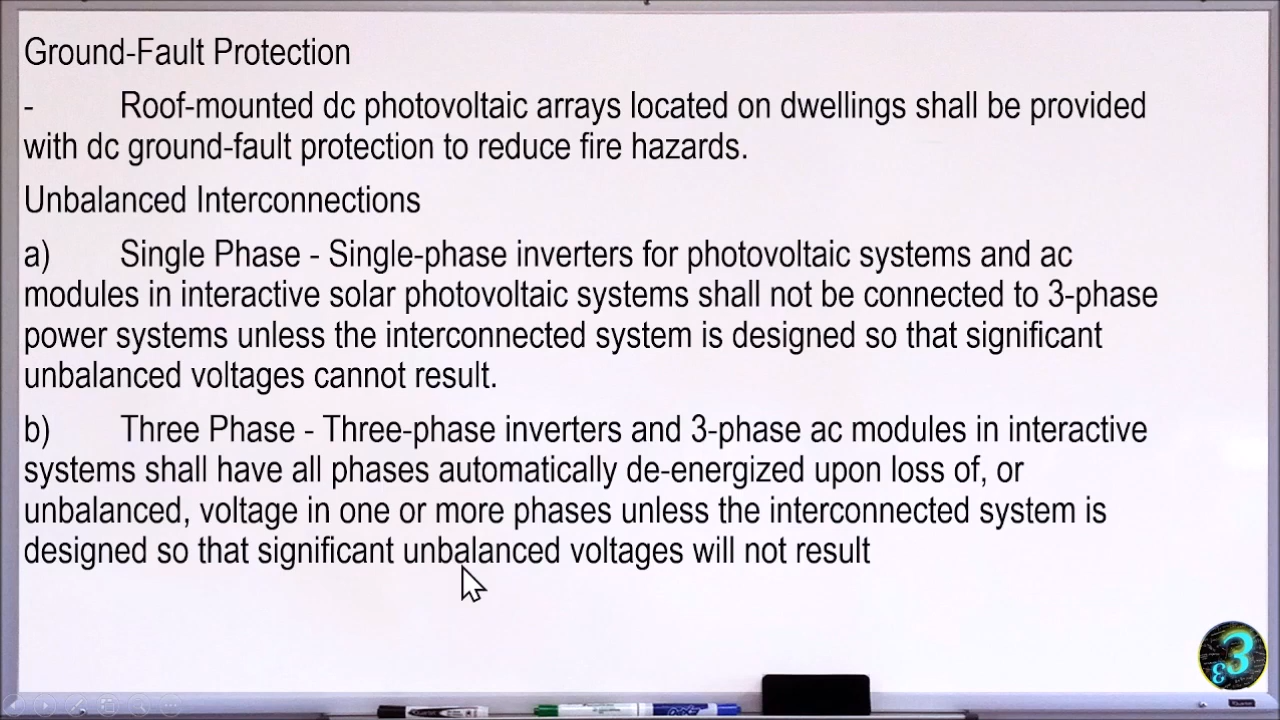 Ground-Fault Protection
- Roof-mounted dc photovoltaic arrays located on dwellings shall be provided
with dc ground-fault protection to reduce fire hazards.
Unbalanced Interconnections
a) Single Phase - Single-phase inverters for photovoltaic systems and ac
modules in interactive solar photovoltaic systems shall not be connected to 3-phase
power systems unless the interconnected system is designed so that significant
unbalanced voltages cannot result.
b) Three Phase - Three-phase inverters and 3-phase ac modules in interactive
systems shall have all phases automatically de-energized upon loss of, or
unbalanced, voltage in one or more phases unless the interconnected system is
designed so that significant unbalanced voltages will not result
ε3